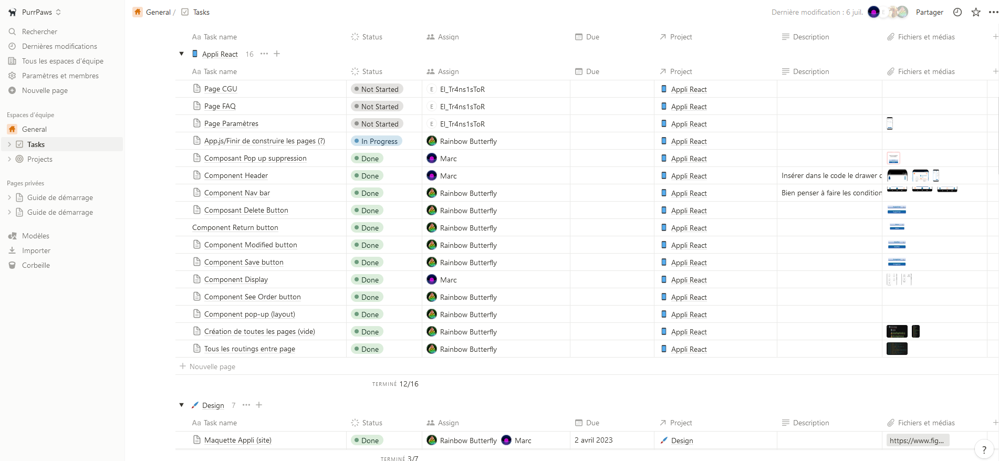 PurrPaws
Rechercher
Dernières modifications
Tous les espaces d'équipe
Paramètres et membres
Nouvelle page
Espaces d'équipe
General
Tasks
Projects
Pages privées
Guide de démarrage
Guide de démarrage
Modèles
Importer
Corbeille
General / Tasks
Dernière modification : 6 juil. E Partager
Aa Task name Status Assign Due Project Description Fichiers et médias
Appli React 16
Aa Task name Status Assign Due Project Description Fichiers et médias
Page CGU Not Started E El_Tr4ns1sToR Appli React
Page FAQ Not Started E El_Tr4ns1sToR Appli React
Page Paramètres Not Started E El_Tr4ns1sToR Appli React
App.js/Finir de construire les pages (?) In Progress Rainbow Butterfly Appli React
Composant Pop up suppression Done Marc Appli React
Component Header Done Marc Appli React Insérer dans le code le drawer
Component Nav bar Done Rainbow Butterfly Appli React Bien penser à faire les condition
Composant Delete Button Done Rainbow Butterfly Appli React
Component Return button Done Rainbow Butterfly Appli React
Component Modified button Done Rainbow Butterfly Appli React
Component Save button Done Rainbow Butterfly Appli React
Component Display Done Marc Appli React
Component See Order button Done Rainbow Butterfly Appli React
Component pop-up (layout) Done Rainbow Butterfly Appli React
Création de toutes les pages (vide) Done Rainbow Butterfly Appli React
Tous les routings entre page Done Rainbow Butterfly Appli React
Nouvelle page
TERMINÉ 12/16
Design 7
Aa Task name Status Assign Due Project Description Fichiers et médias
Maquette Appli (site) Done Rainbow Butterfly Marc 2 avril 2023 Design https://www.fig...
?
TERMINÉ 3/7